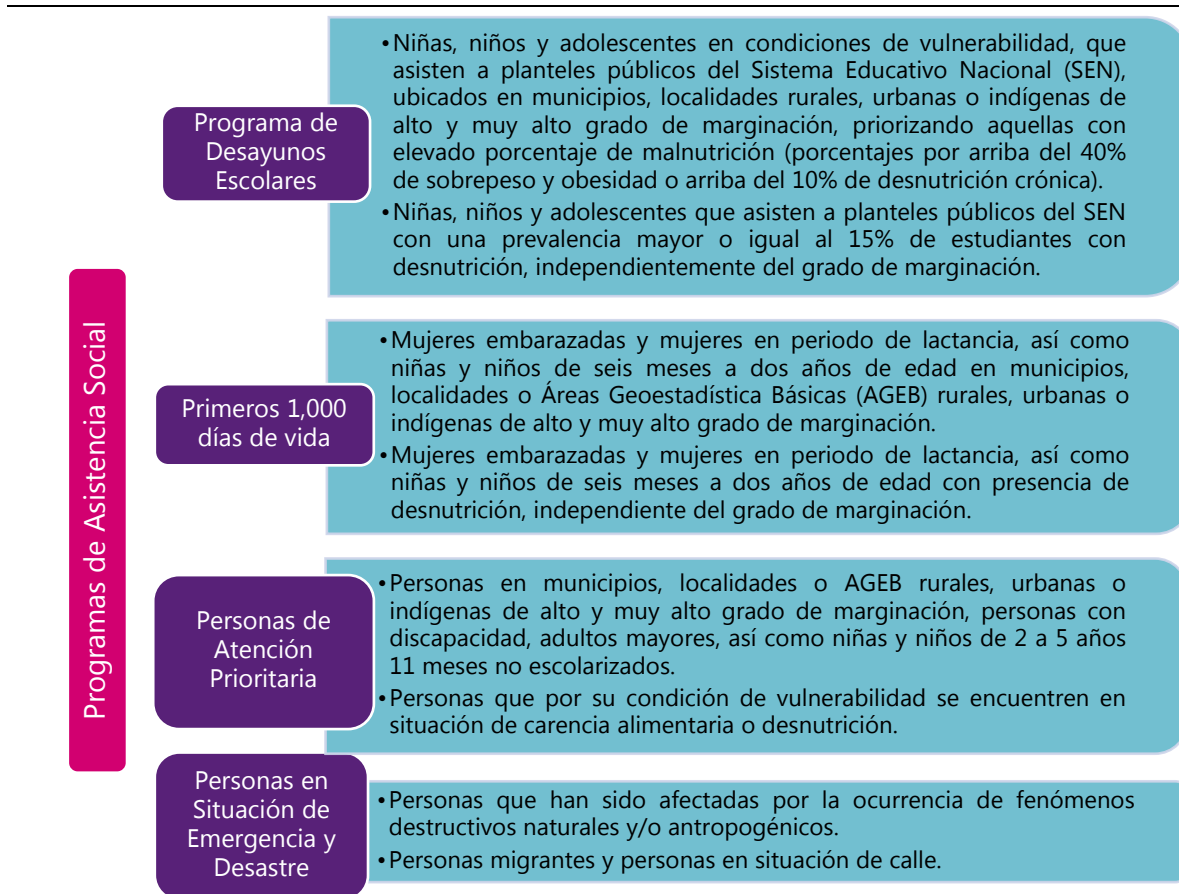 Programas de Asistencia Social
Programa de
Desayunos
Escolares
•Niñas, niños y adolescentes en condiciones de vulnerabilidad, que
asisten a planteles públicos del Sistema Educativo Nacional (SEN),
ubicados en municipios, localidades rurales, urbanas o indígenas de
alto y muy alto grado de marginación, priorizando aquellas con
elevado porcentaje de malnutrición (porcentajes por arriba del 40%
de sobrepeso y obesidad o arriba del 10% de desnutrición crónica).
•Niñas, niños y adolescentes que asisten a planteles públicos del SEN
con una prevalencia mayor o igual al 15% de estudiantes con
desnutrición, independientemente del grado de marginación.
Primeros 1,000
días de vida
•Mujeres embarazadas y mujeres en periodo de lactancia, así como
niñas y niños de seis meses a dos años de edad en municipios,
localidades o Áreas Geoestadística Básicas (AGEB) rurales, urbanas o
indígenas de alto y muy alto grado de marginación.
•Mujeres embarazadas y mujeres en periodo de lactancia, así como
niñas y niños de seis meses a dos años de edad con presencia de
desnutrición, independiente del grado de marginación.
Personas de
Atención
Prioritaria
•Personas en municipios, localidades o AGEB rurales, urbanas o
indígenas de alto y muy alto grado de marginación, personas con
discapacidad, adultos mayores, así como niñas y niños de 2 a 5 años
11 meses no escolarizados.
•Personas que por su condición de vulnerabilidad se encuentren en
situación de carencia alimentaria o desnutrición.
Personas en
Situación de
Emergencia y
Desastre
•Personas que han sido afectadas por la ocurrencia de fenómenos
destructivos naturales y/o antropogénicos.
•Personas migrantes y personas en situación de calle.